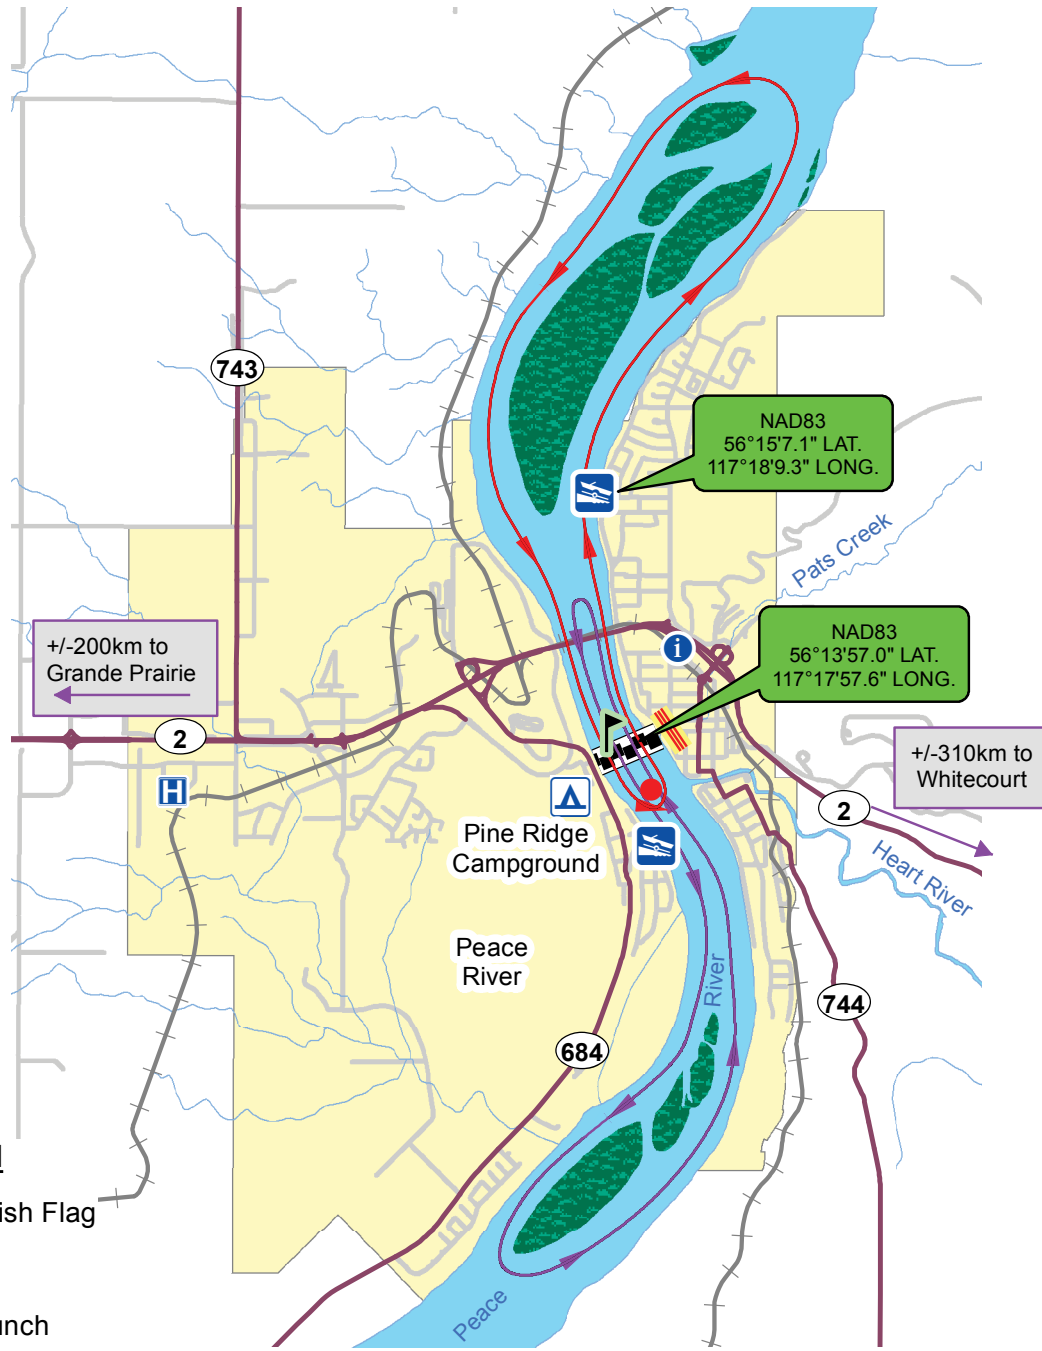 743
NAD83
56°15'7.1" LAT.
117°18'9.3" LONG.
Pats Creek
+/-200km to
Grande Prairie
NAD83
56°13'57.0" LAT.
117°17'57.6" LONG.
i
2
H
+/-310km to
Whitecourt
2
Pine Ridge
Campground
Heart River
Peace
River
River
744
684
ish Flag
Peace
unch